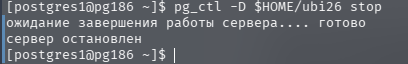 [postgres1@pg186 ~]$ pg_ctl -D $HOME/ubi26 stop
ожидание завершения работы сервера.... готово
сервер остановлен
[postgres1@pg186 ~]$